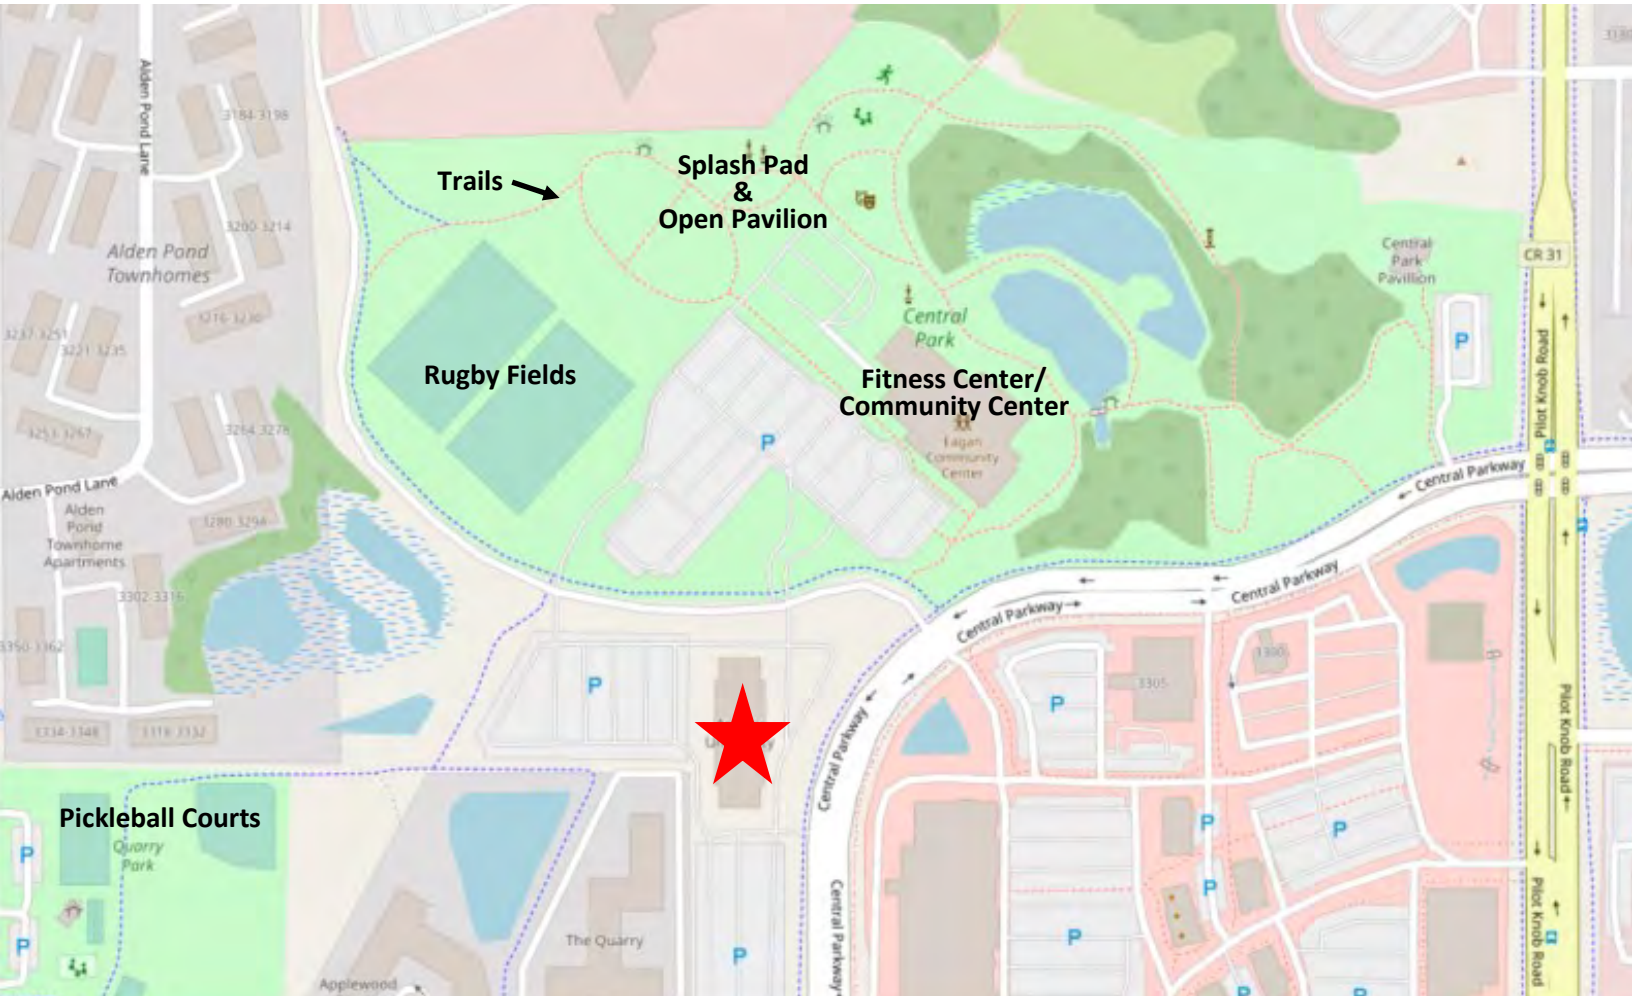 Alden Pond Lane
3184-3198
Trails
Splash Pad
&
Open Pavilion
3200-3214
Alden Pond
Townhomes
Central
Park
Pavilion
CR 31
3216-3230
3237-3251
3221-3235
Central
Park
P
Pilot Knob Road
Rugby Fields
Fitness Center/
Community Center
3253-3267
3264-3278
P
Eagan
Community
Center
Central Parkway
Alden Pond Lane
Alden
Pond
Townhome
Apartments
3280-3294
3302-3316
Central Parkway
Central Parkway
3350-3362
3300
3305
P
P
Pilot Knob Road
Central Parkway
3334-3348
3318-3332
Pickleball Courts
Quarry
Park
P
P
P
P
Central Parkway
Pilot Knob Road
The Quarry
P
P
P
Applewood
P
P